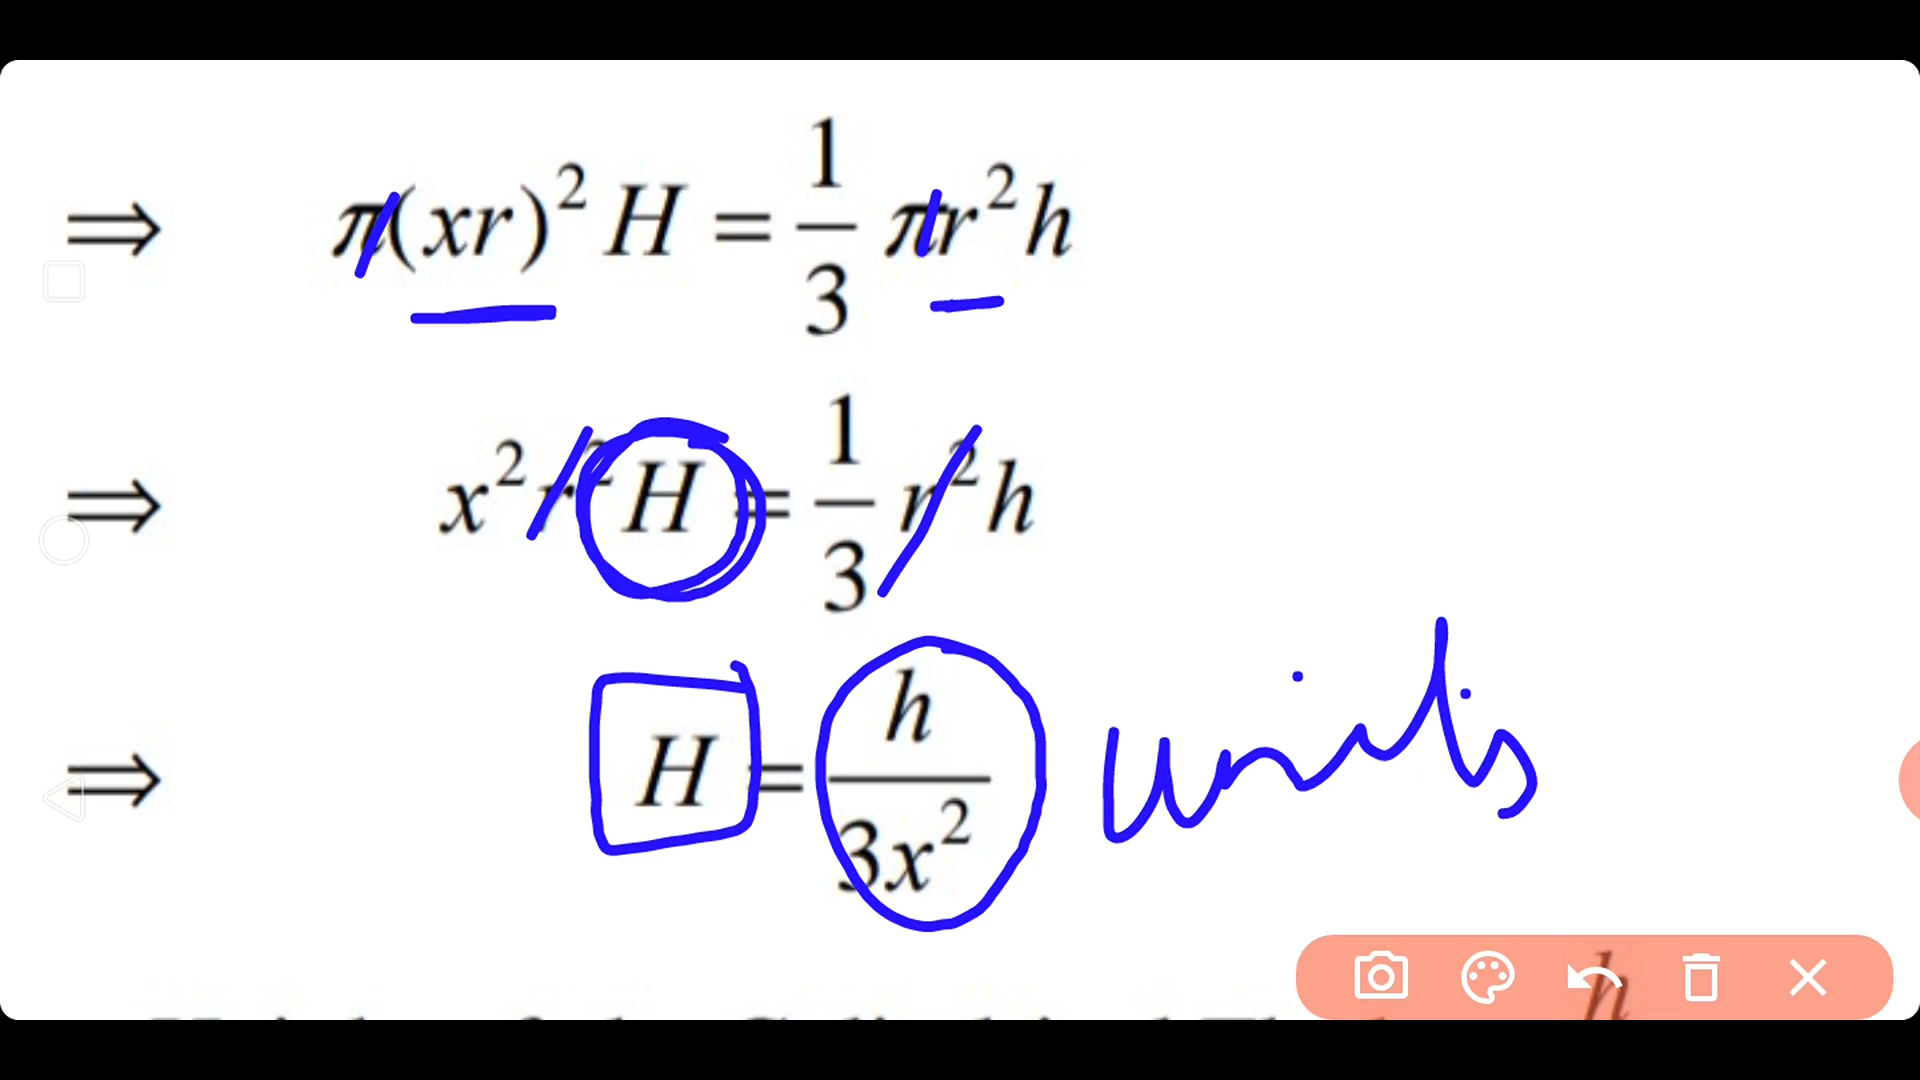 ⇒ π(xr)² H = 1/3 πr²h
⇒ x²r²H = 1/3 r²h
⇒ H = h/3x² units
h